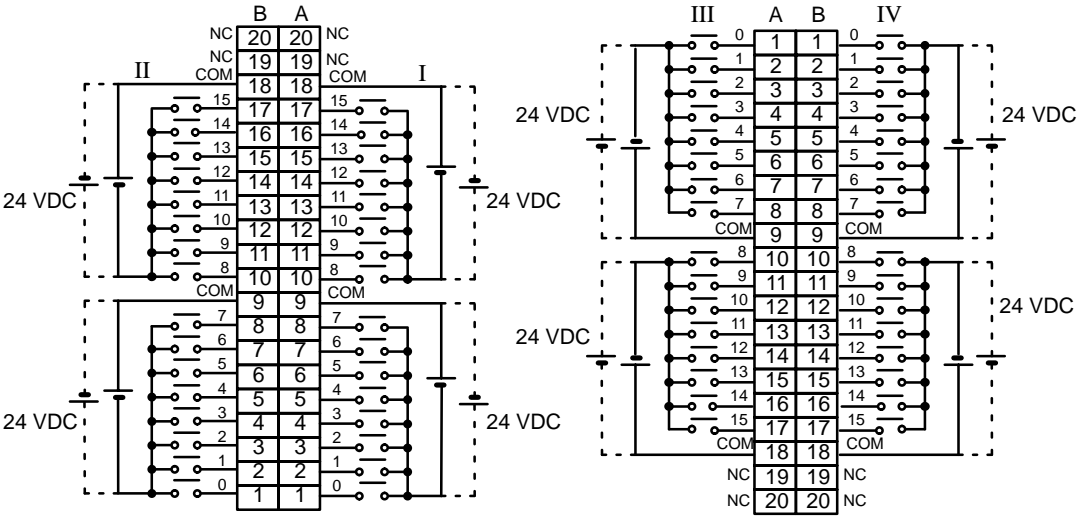 B A
NC 20 20 NC
NC 19 19 NC
II COM 18 18 COM I
15 17 17 15
14 16 16 14
13 15 15 13
12 14 14 12
24 VDC 11 13 13 11 24 VDC
10 12 12 10
9 11 11 9
8 10 10 8
COM 9 9 COM
7 8 8 7
6 7 7 6
5 6 6 5
4 5 5 4
24 VDC 3 4 4 3 24 VDC
2 3 3 2
1 2 2 1
0 1 1 0
III A B IV
0 1 1 0
1 2 2 1
2 3 3 2
24 VDC 3 4 4 3 24 VDC
4 5 5 4
5 6 6 5
6 7 7 6
7 8 8 7
COM 9 9 COM
8 10 10 8
9 11 11 9
10 12 12 10 24 VDC
24 VDC 11 13 13 11
12 14 14 12
13 15 15 13
14 16 16 14
15 17 17 15
COM 18 18 COM
NC 19 19 NC
NC 20 20 NC